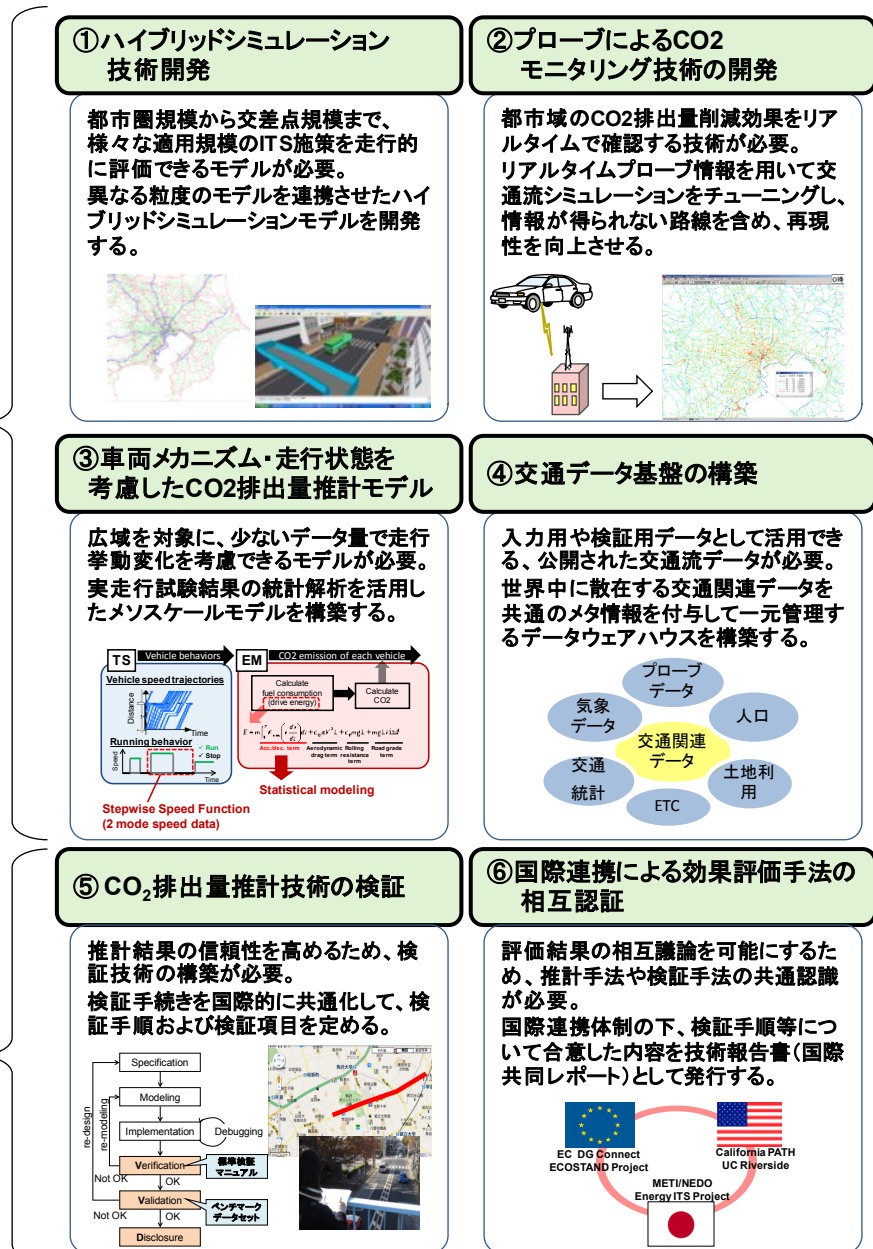 ①ハイブリッドシミュレーション
技術開発
都市圏規模から交差点規模まで、
様々な適用規模のITS施策を走行的
に評価できるモデルが必要。
異なる粒度のモデルを連携させたハイ
ブリッドシミュレーションモデルを開発
する。
②プローブによるCO2
モニタリング技術の開発
都市域のCO2排出量削減効果をリア
ルタイムで確認する技術が必要。
リアルタイムプローブ情報を用いて交
通流シミュレーションをチューニングし、
情報が得られない路線を含め、再現
性を向上させる。
③車両メカニズム・走行状態を
考慮したCO2排出量推計モデル
広域を対象に、少ないデータ量で走行
挙動変化を考慮できるモデルが必要。
実走行試験結果の統計解析を活用し
たメソスケールモデルを構築する。
TS Vehicle behaviors EM CO2 emission of each vehicle
Vehicle speed trajectories
Distance
Time
Running behavior
✓ Run
✓ Stop
Speed
Time
Calculate
fuel consumption
(drive energy)
Calculate
CO2
Acc./dec. term
Aerodynamic
drag term
Rolling
resistance
term
Road grade
term
Statistical modeling
Stepwise Speed Function
(2 mode speed data)
④交通データ基盤の構築
入力用や検証用データとして活用でき
る、公開された交通流データが必要。
世界中に散在する交通関連データを
共通のメタ情報を付与して一元管理す
るデータウェアハウスを構築する。
プローブ
データ
気象
データ
人口
交通関連
データ
交通
統計
土地利
用
ETC
⑤ CO₂排出量推計技術の検証
推計結果の信頼性を高めるため、検
証技術の構築が必要。
検証手続きを国際的に共通化して、検
証手順および検証項目を定める。
Specification
Modeling
Implementation
Debugging
re-design
re-modeling
Verification
標準検証
マニュアル
Not OK
OK
Validation
ベンチマーク
データセット
Not OK
OK
Disclosure
⑥国際連携による効果評価手法の
相互認証
評価結果の相互議論を可能にするた
め、推計手法や検証手法の共通認識
が必要。
国際連携体制の下、検証手順等につ
いて合意した内容を技術報告書(国際
共同レポート)として発行する。
EC DG Connect
ECOSTAND Project
California PATH
UC Riverside
METI/NEDO
Energy ITS Project